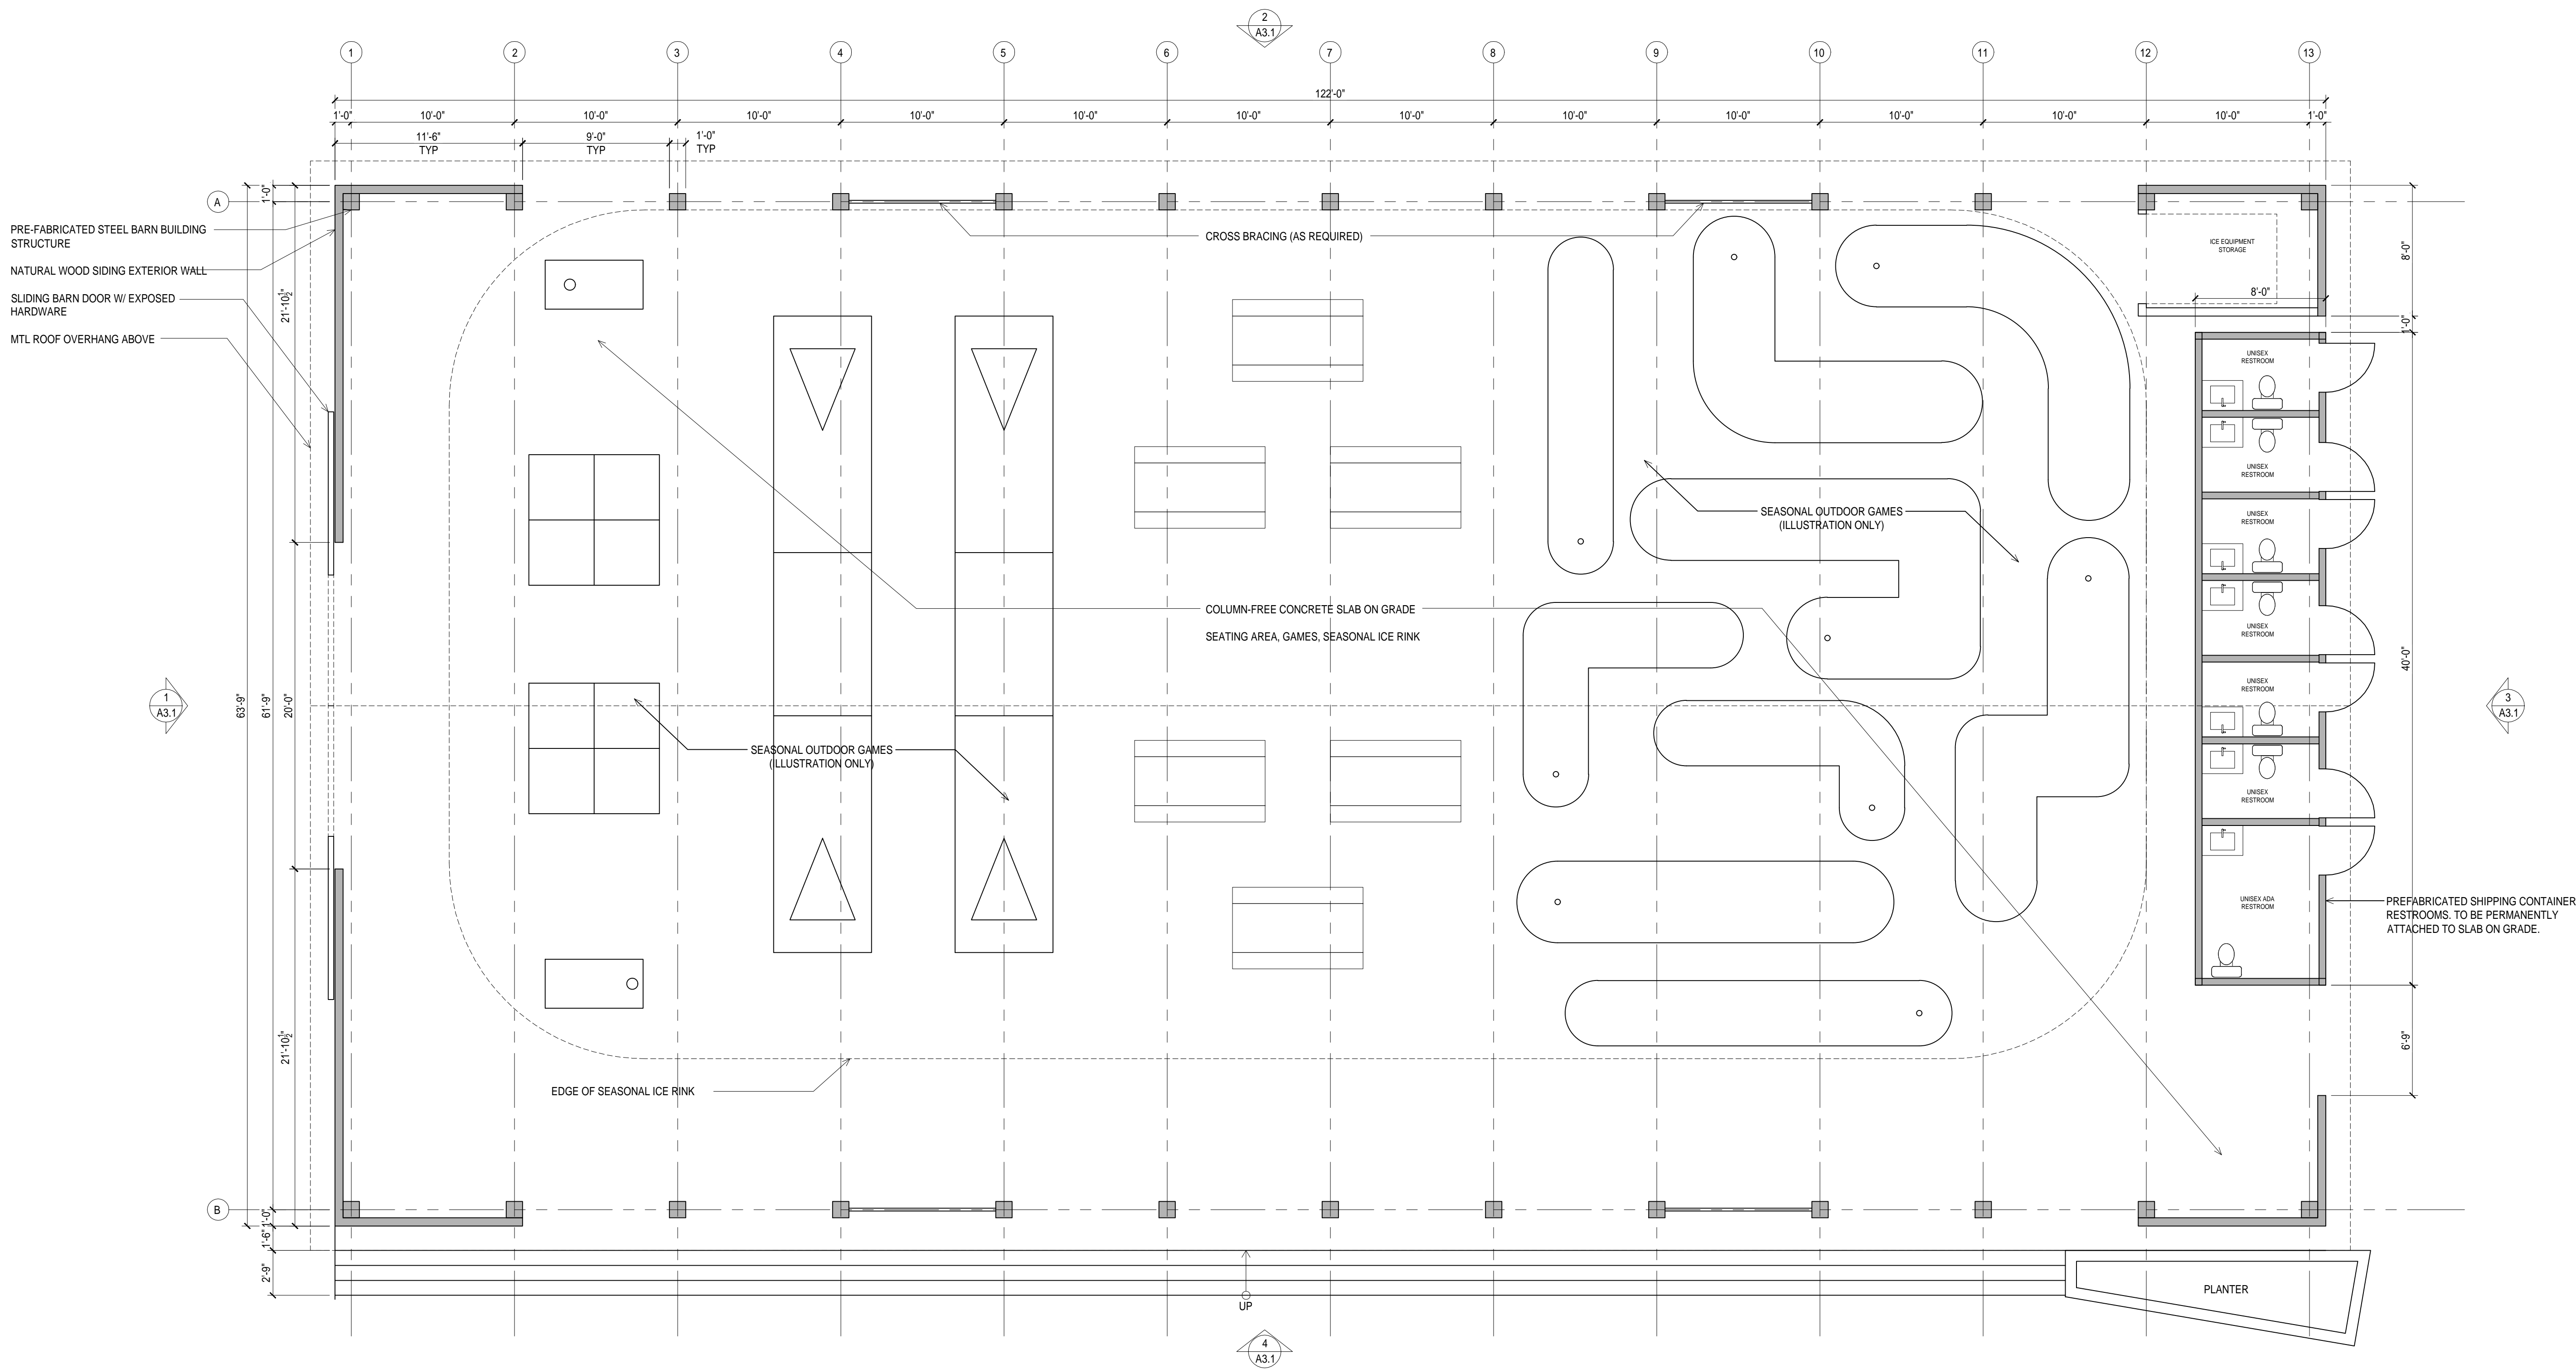 2
A3.1
1
2
3
4
5
6
7
8
9
10
11
12
13
122'-0"
1'-0"
10'-0"
10'-0"
10'-0"
10'-0"
10'-0"
10'-0"
10'-0"
10'-0"
10'-0"
10'-0"
10'-0"
10'-0"
1'-0"
11'-6"
TYP
9'-0"
TYP
1'-0"
TYP
A
1'-0"
PRE-FABRICATED STEEL BARN BUILDING
STRUCTURE
NATURAL WOOD SIDING EXTERIOR WALL
SLIDING BARN DOOR W/ EXPOSED
HARDWARE
MTL ROOF OVERHANG ABOVE
21'-10½"
CROSS BRACING (AS REQUIRED)
ICE EQUIPMENT
STORAGE
8'-0"
8'-0"
1'-0"
UNISEX
RESTROOM
UNISEX
RESTROOM
UNISEX
RESTROOM
UNISEX
RESTROOM
UNISEX
RESTROOM
UNISEX
RESTROOM
UNISEX ADA
RESTROOM
SEASONAL OUTDOOR GAMES
(ILLUSTRATION ONLY)
COLUMN-FREE CONCRETE SLAB ON GRADE
SEATING AREA, GAMES, SEASONAL ICE RINK
40'-0"
1
A3.1
63'-9"
61'-9"
20'-0"
3
A3.1
SEASONAL OUTDOOR GAMES
(ILLUSTRATION ONLY)
PREFABRICATED SHIPPING CONTAINER
RESTROOMS. TO BE PERMANENTLY
ATTACHED TO SLAB ON GRADE.
21'-10½"
6'-9"
EDGE OF SEASONAL ICE RINK
B
1'-0"
1'-6"
2'-9"
UP
PLANTER
4
A3.1